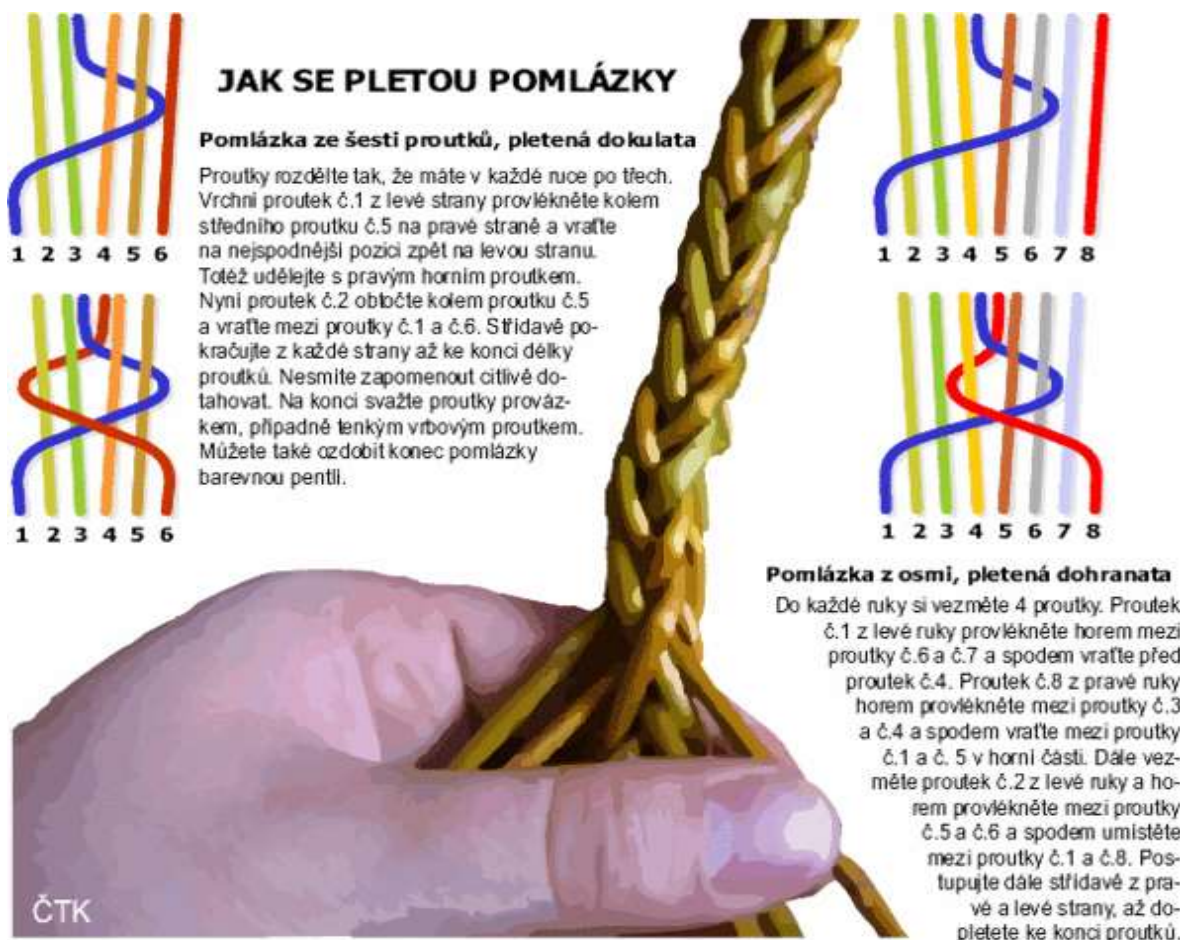 JAK SE PLETOU POMLÁZKY
Pomlázka ze šesti proutků, pletená dokulata
Proutky rozdělte tak, že máte v každé ruce po třech.
Vrchní proutek č.1 z levé strany provlékněte kolem
středního proutku č.5 na pravé straně a vraťte
na nejspodnější pozici zpět na levou stranu.
Totéž udělejte s pravým horním proutkem.
Nyní proutek č.2 obtočte kolem proutku č.5
a vraťte mezi proutky č.1 a č.6. Střídavě po-
kračujte z každé strany až ke konci délky
proutků. Nesmíte zapomenout citlivě do-
tahovat. Na konci svažte proutky prováz-
kem, případně tenkým vrbovým proutkem.
Můžete také ozdobit konec pomlázky
barevnou pentlí.
1 2 3 4 5 6
1 2 3 4 5 6
1 2 3 4 5 6 7 8
1 2 3 4 5 6 7 8
Pomlázka z osmi, pletená dohranata
Do každé ruky si vezměte 4 proutky. Proutek
č.1 z levé ruky provlékněte horem mezi
proutky č.6 a č.7 a spodem vraťte před
proutek č.4. Proutek č.8 z pravé ruky
horem provlékněte mezi proutky č.3
a č.4 a spodem vraťte mezi proutky
č.1 a č. 5 v horní části. Dále vez-
měte proutek č.2 z levé ruky a ho-
rem provlékněte mezi proutky
č.5 a č.6 a spodem umístěte
mezi proutky č.1 a č.8. Pos-
tupujte dále střídavě z pra-
vé a levé strany, až do-
pletete ke konci proutků.
ČTK